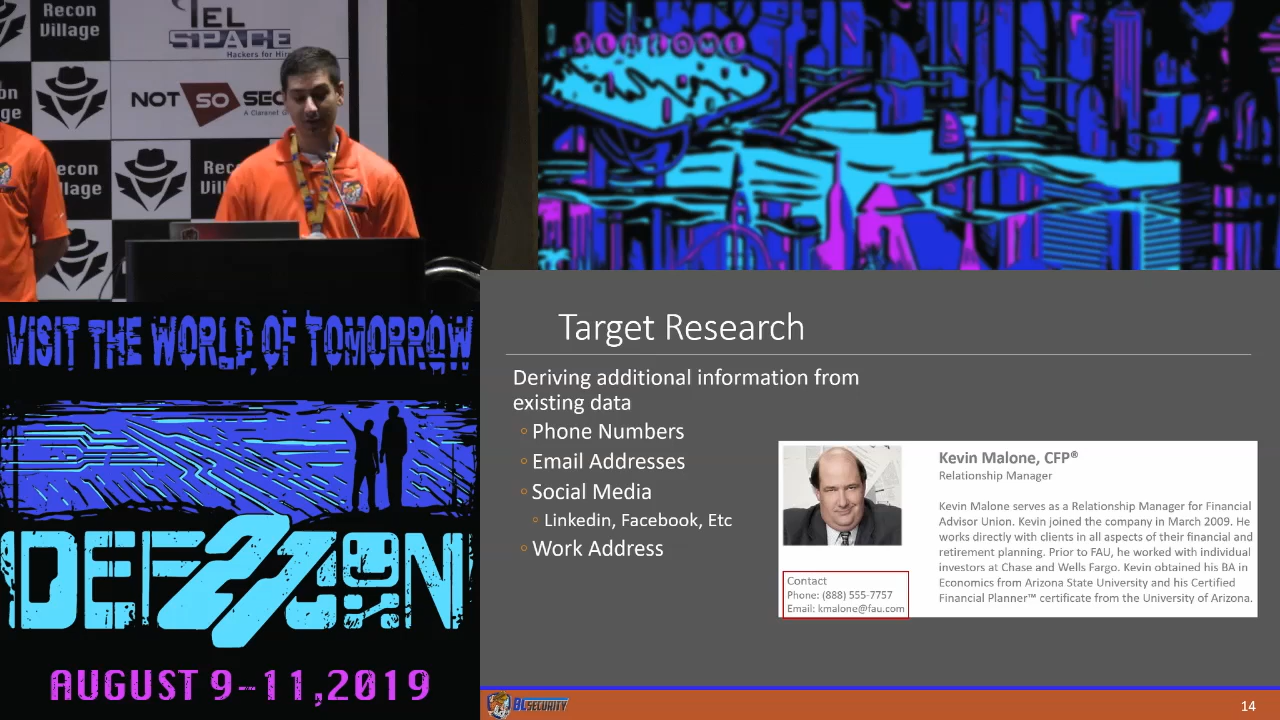 Recon
Village
TEL
SPACE
Hackers for Hir
NOT SO SEC
A Claranet G
Recon
Village
VISIT THE WORLD OF TOMORROW
DEF CON
27
AUGUST 9-11,2019
Target Research
Deriving additional information from
existing data
Phone Numbers
Email Addresses
Social Media
Linkedin, Facebook, Etc
Work Address
Kevin Malone, CFP®
Relationship Manager
Kevin Malone serves as a Relationship Manager for Financial
Advisor Union. Kevin joined the company in March 2009. He
works directly with clients in all aspects of their financial and
retirement planning. Prior to FAU, he worked with individual
investors at Chase and Wells Fargo. Kevin obtained his BA in
Economics from Arizona State University and his Certified
Financial Planner™ certificate from the University of Arizona.
Contact
Phone: (888) 555-7757
Email: kmalone@fau.com
BC SECURITY
14